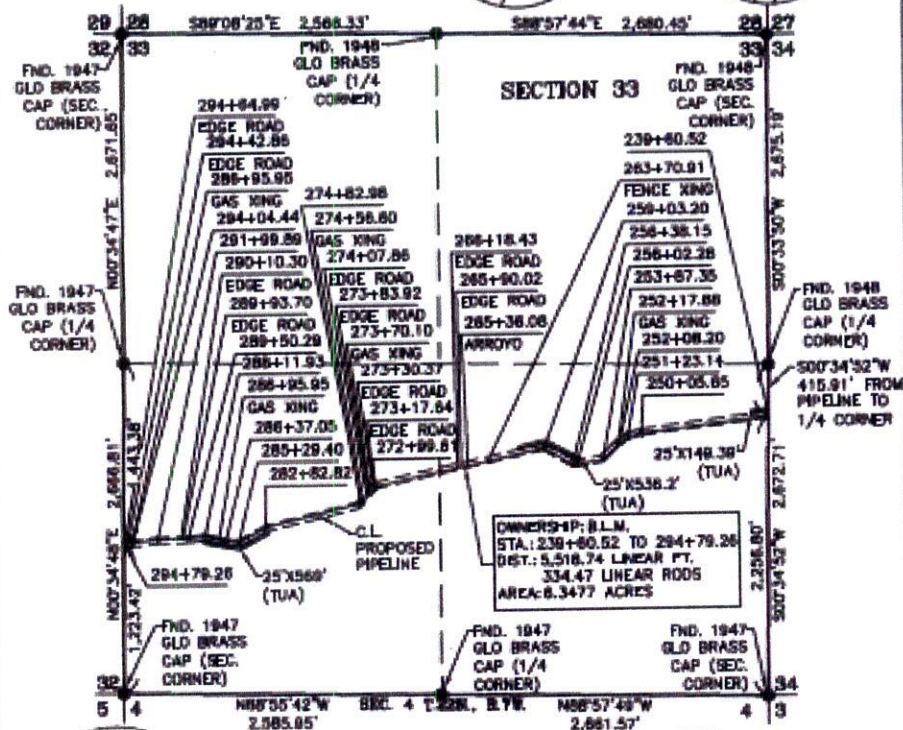 29 28 S89°08'25"E 2,566.33' S88°57'44"E 2,680.45' 28 27
32 33 33 34
FND. 1947
GLO BRASS
CAP (SEC.
CORNER)
FND. 1948
GLO BRASS
CAP (1/4
CORNER)
SECTION 33
FND. 1948
GLO BRASS
CAP (SEC.
CORNER)
N00°34'47"E 2,671.65'
S00°33'30"W 2,675.19'
294+64.99
EDGE ROAD
294+42.86
EDGE ROAD
286+95.95
GAS XING
294+04.44
291+99.89
290+10.30
EDGE ROAD
289+93.70
EDGE ROAD
289+50.29
288+11.93
286+95.95
GAS XING
286+37.05
285+29.40
282+62.82
274+82.98
274+56.60
GAS XING
274+07.86
EDGE ROAD
273+83.92
EDGE ROAD
273+70.10
GAS XING
273+30.37
EDGE ROAD
273+17.64
EDGE ROAD
272+99.81
266+18.43
EDGE ROAD
265+90.02
EDGE ROAD
265+36.08
ARROYO
239+60.52
263+70.91
FENCE XING
259+03.20
256+38.15
256+02.28
253+67.35
252+17.88
GAS XING
252+08.20
251+23.14
250+05.65
FND. 1947
GLO BRASS
CAP (1/4
CORNER)
FND. 1948
GLO BRASS
CAP (1/4
CORNER)
S00°34'52"W
415.91' FROM
PIPELINE TO
1/4 CORNER
N00°34'48"E 2,666.81'
1,443.38'
1,223.42'
294+79.26
25'X569'
(TUA)
C.L.
PROPOSED
PIPELINE
25'X536.2'
(TUA)
25'X149.39'
(TUA)
S00°34'52"W 2,672.71'
2,256.80'
OWNERSHIP: B.L.M.
STA.: 239+60.52 TO 294+79.26
DIST.: 5,518.74 LINEAR FT.
334.47 LINEAR RODS
AREA: 6.3477 ACRES
FND. 1947
GLO BRASS
CAP (SEC.
CORNER)
FND. 1947
GLO BRASS
CAP (1/4
CORNER)
FND. 1947
GLO BRASS
CAP (SEC.
CORNER)
32 34
5 4 N88°55'42"W SEC. 4 T.22N., R.7W. N88°57'49"W 4 3
2,585.95' 2,661.57'